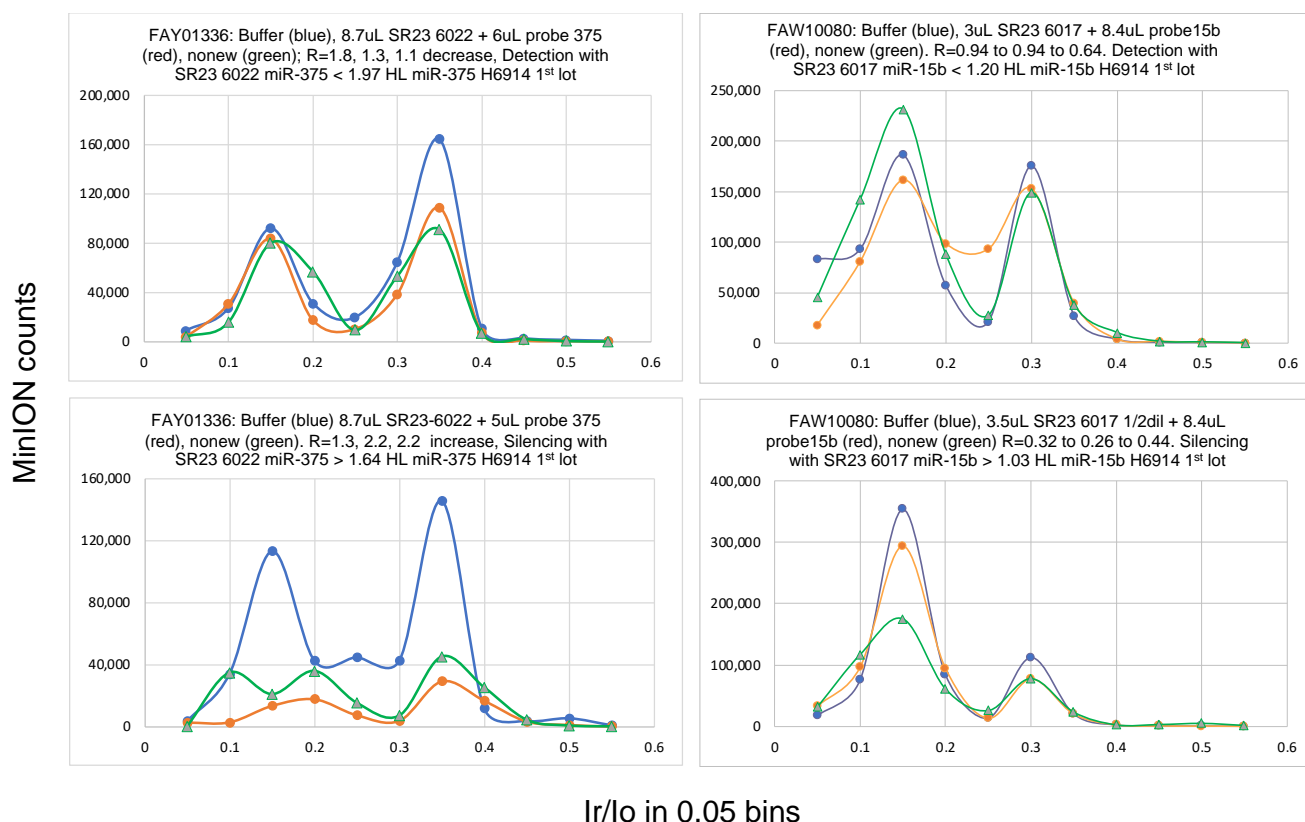 FAY01336: Buffer (blue), 8.7uL SR23 6022 + 6uL probe 375
(red), nonew (green); R=1.8, 1.3, 1.1 decrease, Detection with
SR23 6022 miR-375 < 1.97 HL miR-375 H6914 1st lot
200,000
160,000
120,000
80,000
40,000
0
0 0.1 0.2 0.3 0.4 0.5 0.6
FAW10080: Buffer (blue), 3uL SR23 6017 + 8.4uL probe15b
(red), nonew (green). R=0.94 to 0.94 to 0.64. Detection with
SR23 6017 miR-15b < 1.20 HL miR-15b H6914 1st lot
250,000
200,000
150,000
100,000
50,000
0
0 0.1 0.2 0.3 0.4 0.5 0.6
FAY01336: Buffer (blue) 8.7uL SR23-6022 + 5uL probe 375
(red), nonew (green). R=1.3, 2.2, 2.2 increase, Silencing with
SR23 6022 miR-375 > 1.64 HL miR-375 H6914 1st lot
160,000
120,000
80,000
40,000
0
0 0.1 0.2 0.3 0.4 0.5 0.6
FAW10080: Buffer (blue), 3.5uL SR23 6017 1/2dil + 8.4uL
probe15b (red), nonew (green) R=0.32 to 0.26 to 0.44. Silencing
with SR23 6017 miR-15b > 1.03 HL miR-15b H6914 1st lot
400,000
300,000
200,000
100,000
0
0 0.1 0.2 0.3 0.4 0.5 0.6
MinION counts
Ir/Io in 0.05 bins